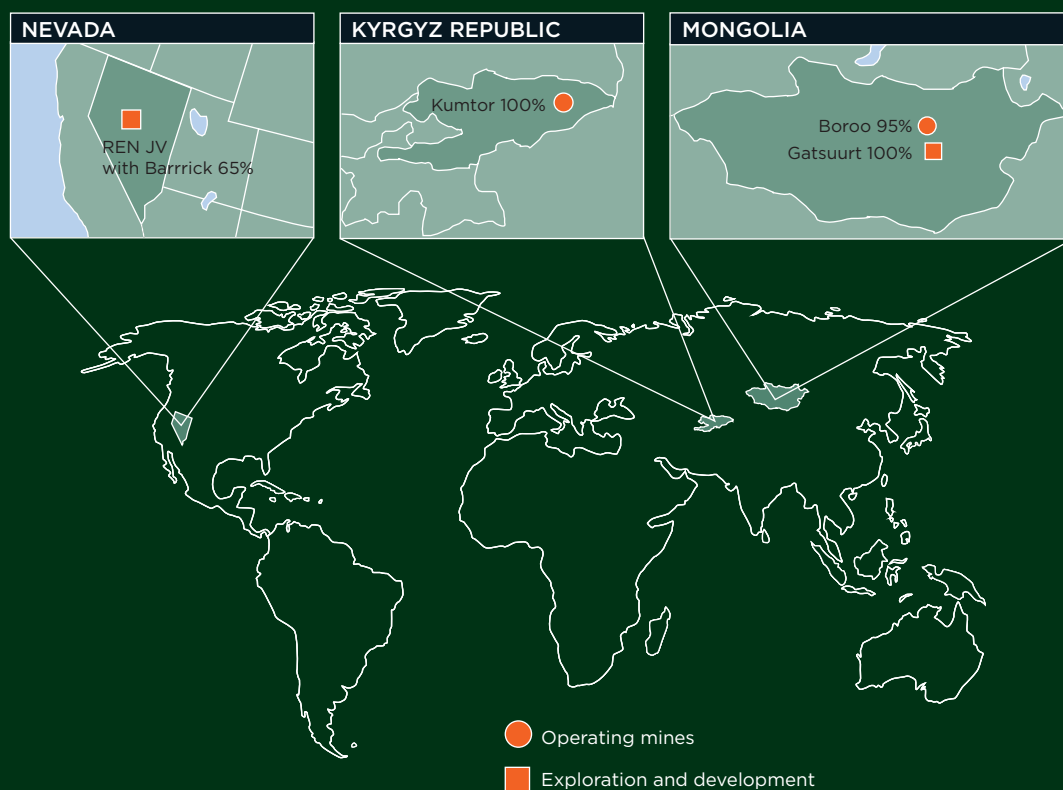 NEVADA
REN JV
with Barrrick 65%
KYRGYZ REPUBLIC
Kumtor 100%
MONGOLIA
Boroo 95%
Gatsuurt 100%
Operating mines
Exploration and development